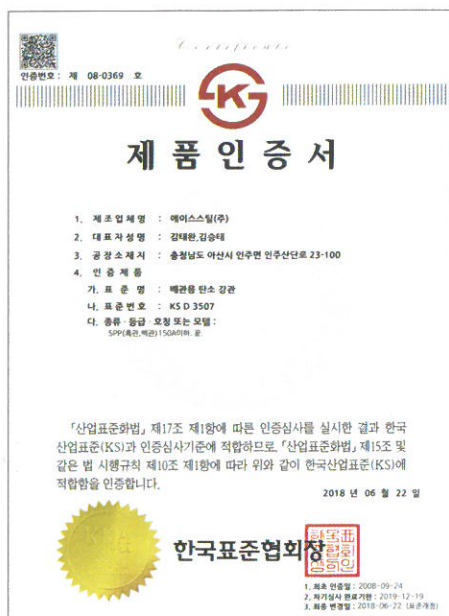 Certificate
인증번호 : 제 08-0369 호
KS
제품인증서
1. 제조업체명 : 에이스스틸(주)
2. 대표자성명 : 김태완,김승태
3. 공장소재지 : 충청남도 아산시 인주면 인주산단로 23-100
4. 인증제품
가. 표준명 : 배관용 탄소 강관
나. 표준번호 : KS D 3507
다. 종류·등급·호칭 또는 모델 :
SPP(흑관,백관)150A이하. 끝.
「산업표준화법」 제17조 제1항에 따른 인증심사를 실시한 결과 한국
산업표준(KS)과 인증심사기준에 적합하므로, 「산업표준화법」 제15조 및
같은 법 시행규칙 제10조 제1항에 따라 위와 같이 한국산업표준(KS)에
적합함을 인증합니다.
2018 년 06 월 22 일
한국표준협회장
1. 최초 인증일 : 2008-09-24
2. 차기심사 완료기한 : 2019-12-19
3. 최종 변경일 : 2018-06-22 (표준개정)